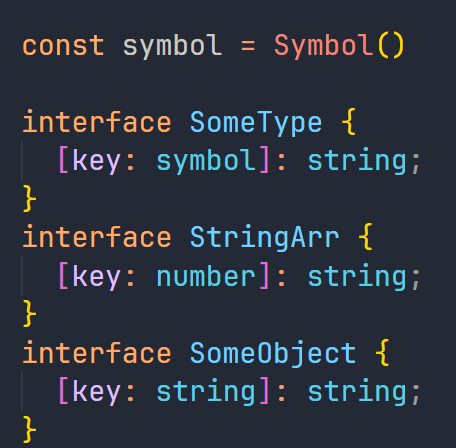 const symbol = Symbol()
interface SomeType {
[key: symbol]: string;
}
interface StringArr {
[key: number]: string;
}
interface SomeObject {
[key: string]: string;
}